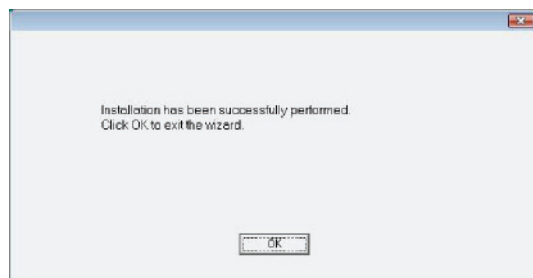 Installation has been successfully performed.
Click OK to exit the wizard.
OK